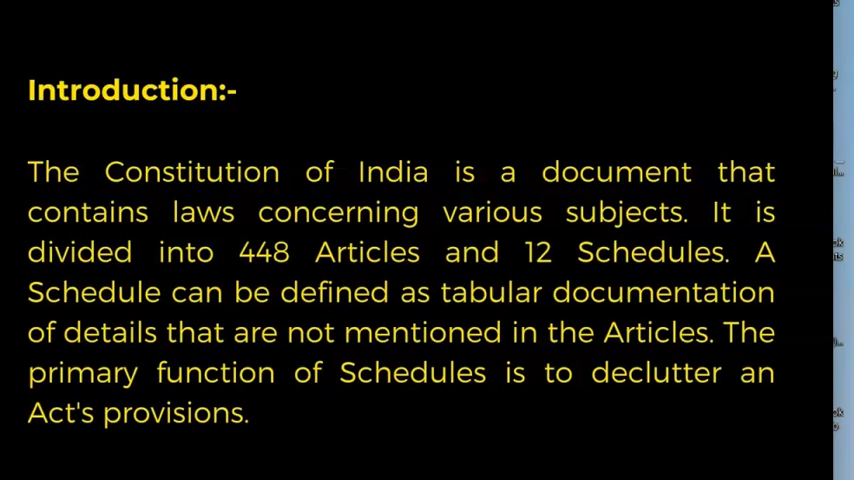 Introduction:-
The Constitution of India is a document that
contains laws concerning various subjects. It is
divided into 448 Articles and 12 Schedules. A
Schedule can be defined as tabular documentation
of details that are not mentioned in the Articles. The
primary function of Schedules is to declutter an
Act's provisions.